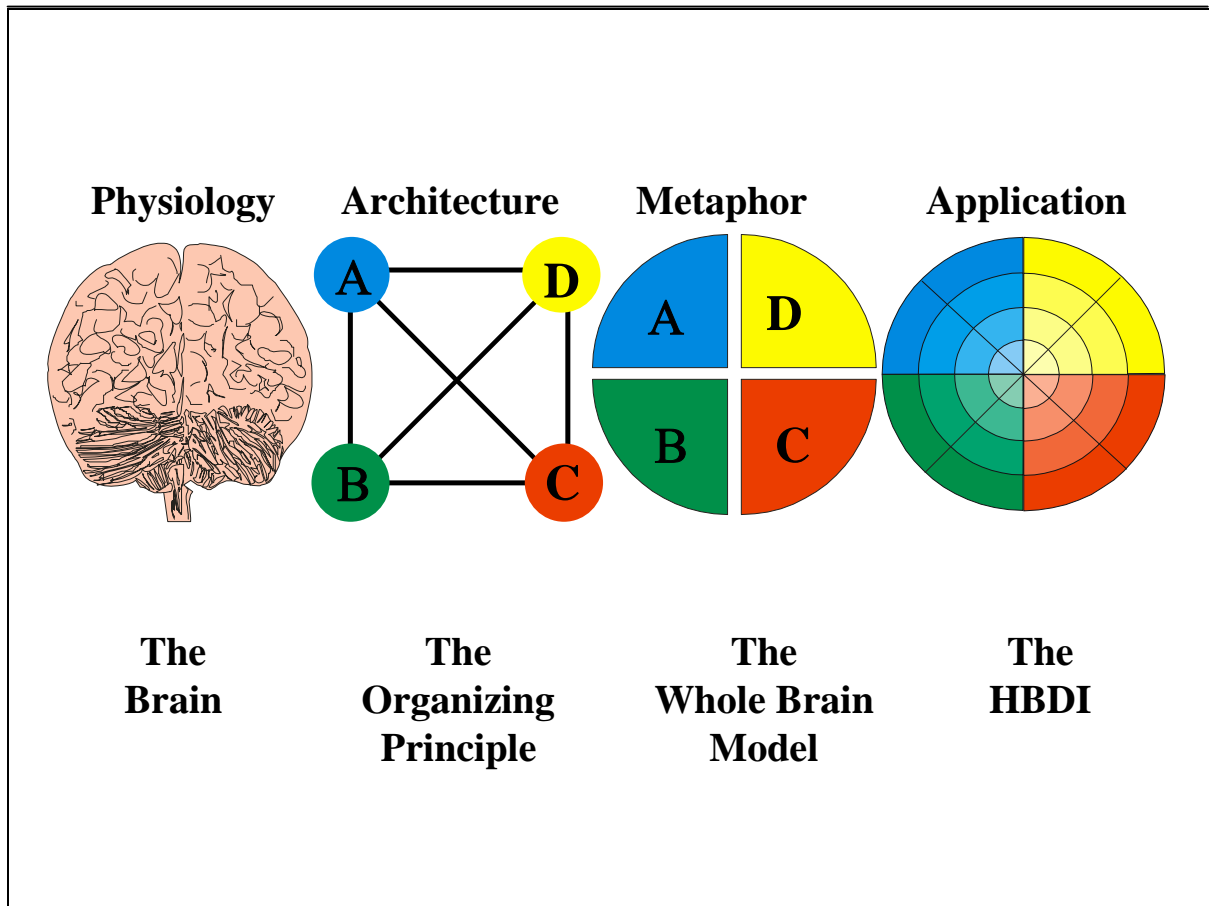 Physiology
Architecture
Metaphor
Application
A
D
B
C
A
D
B
C
The
Brain
The
Organizing
Principle
The
Whole Brain
Model
The
HBDI